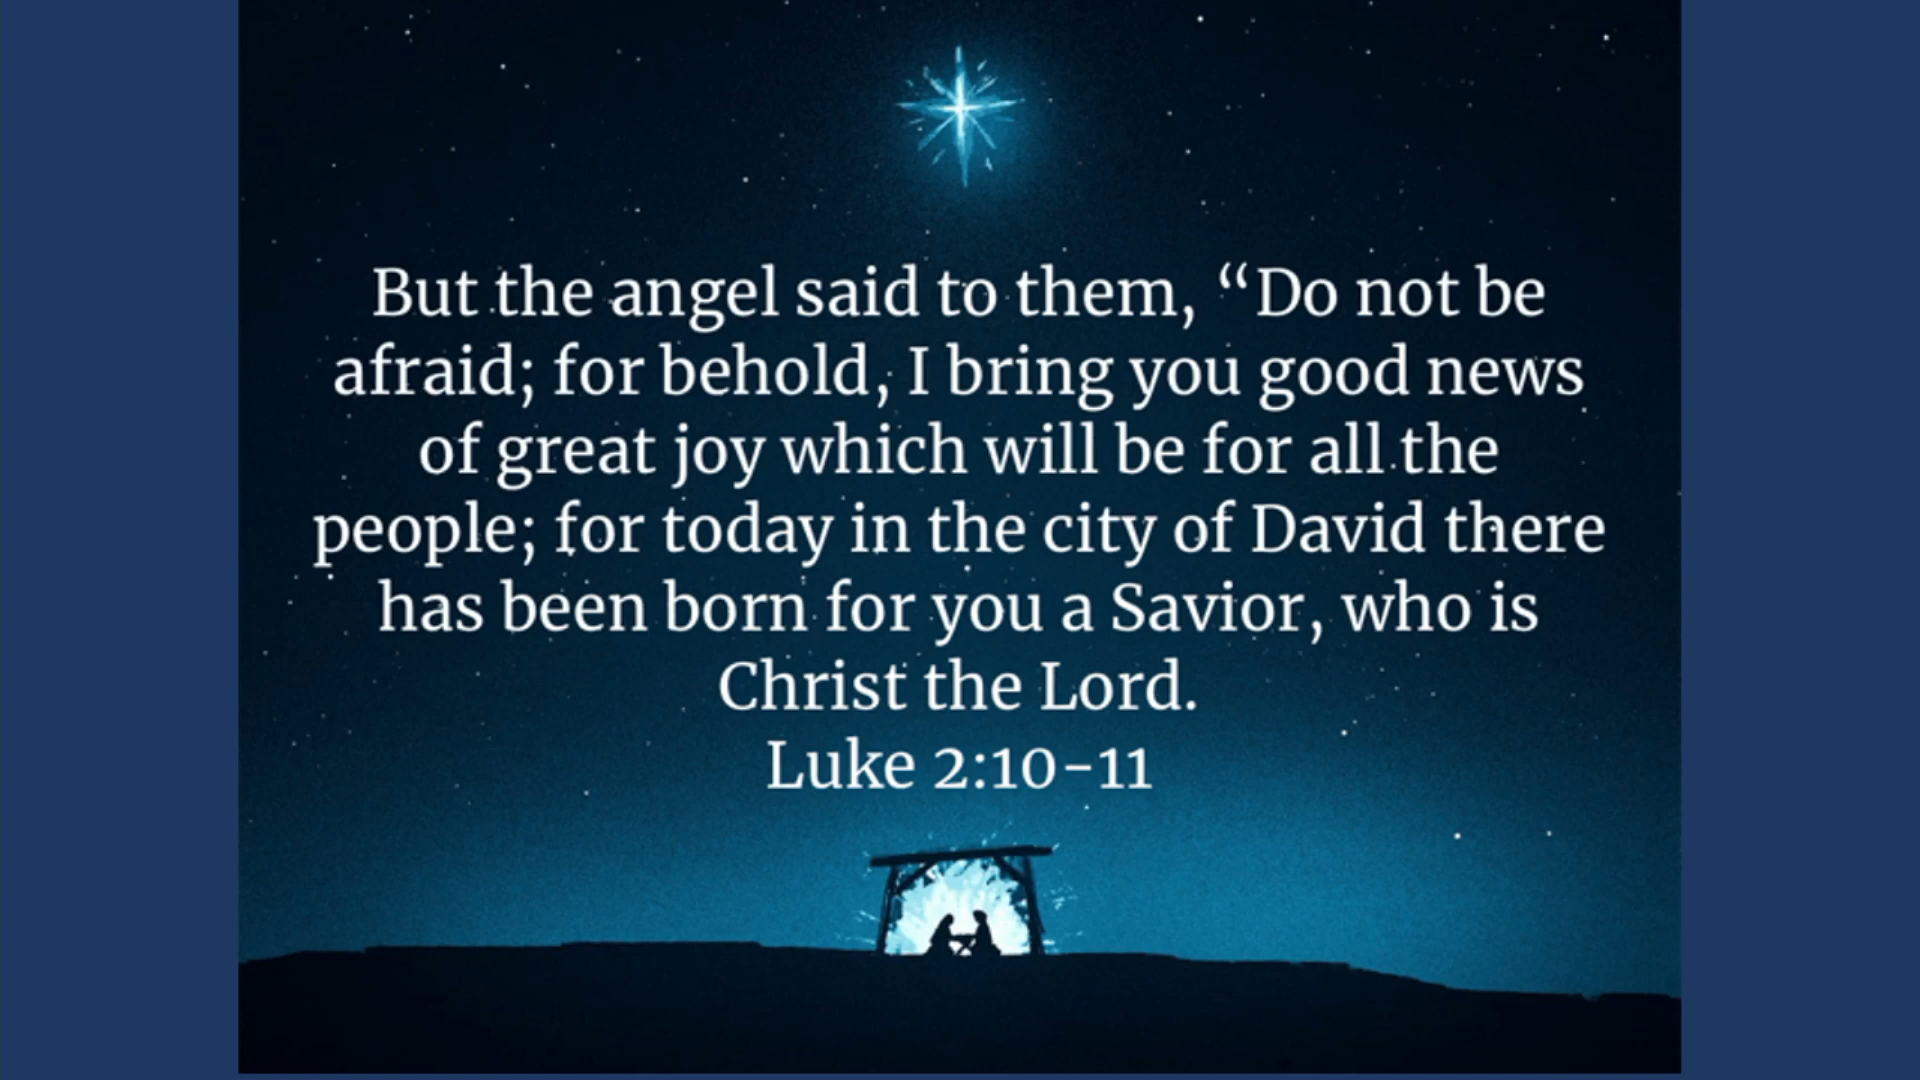 But the angel said to them, “Do not be
afraid; for behold, I bring you good news
of great joy which will be for all the
people; for today in the city of David there
has been born for you a Savior, who is
Christ the Lord.
Luke 2:10-11